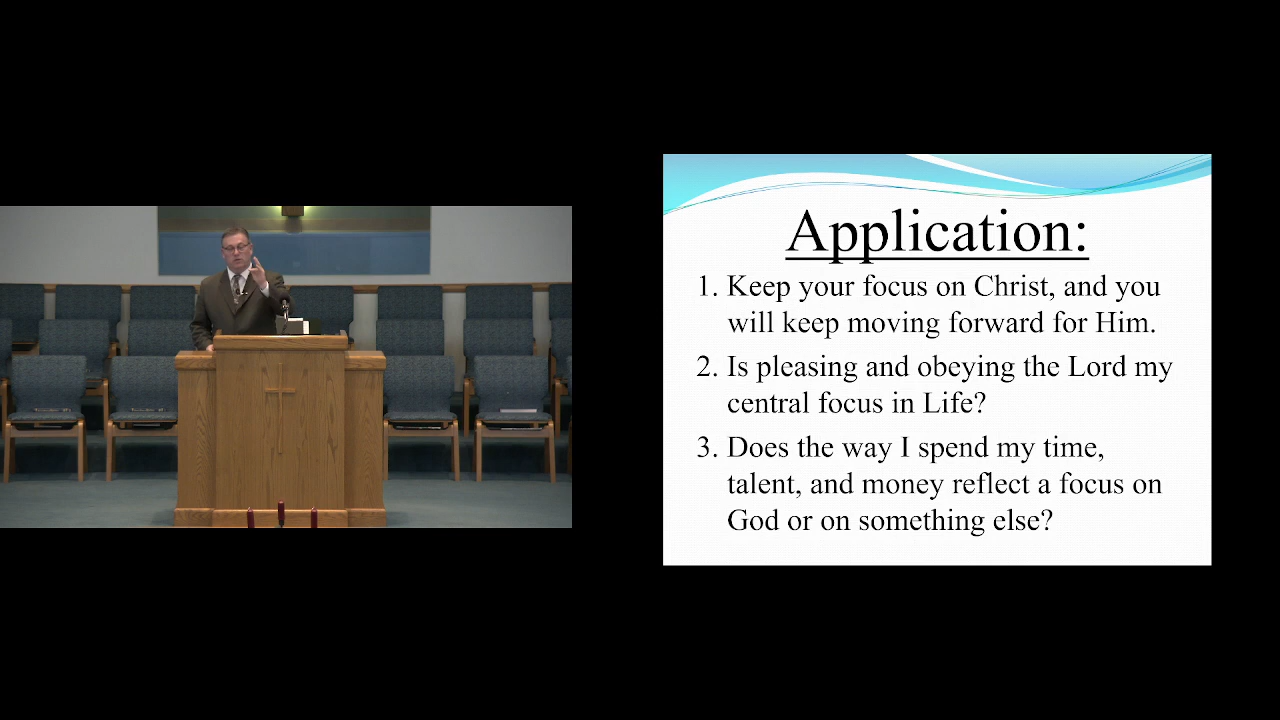 Application:
1. Keep your focus on Christ, and you
will keep moving forward for Him.
2. Is pleasing and obeying the Lord my
central focus in Life?
3. Does the way I spend my time,
talent, and money reflect a focus on
God or on something else?